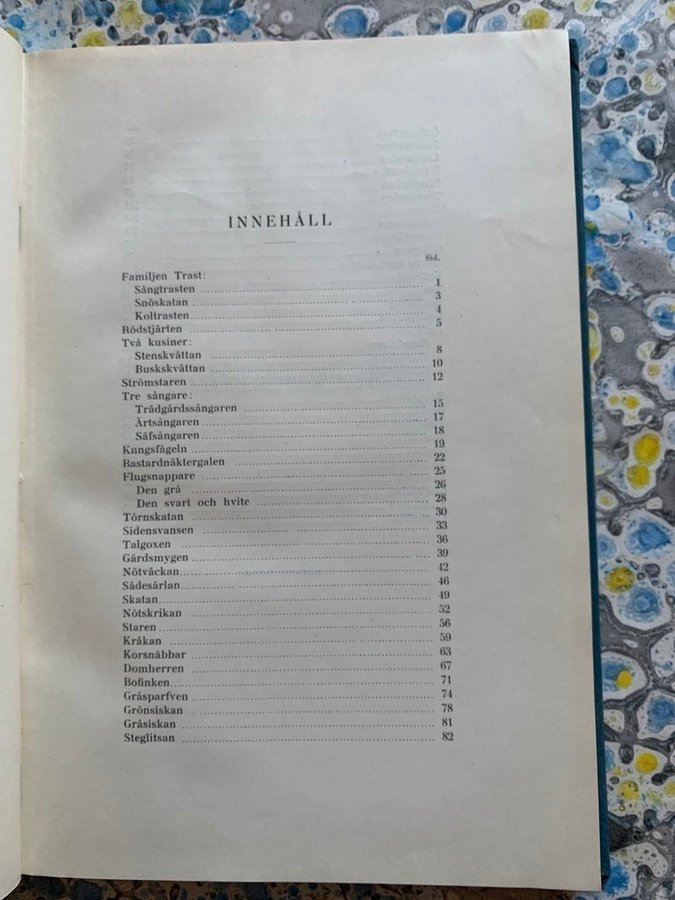 INNEHÅLL
Sid.
Familjen Trast:
Sångtrasten 1
Snöskatan 3
Koltrasten 4
Rödstjärten 5
Två kusiner:
Stenskvättan 8
Buskskvättan 10
Strömstaren 12
Tre sångare:
Trädgårdssångaren 15
Ärtsångaren 17
Säfsångaren 18
Kungsfågeln 19
Bastardnäktergalen 22
Flugsnappare 25
Den grå 26
Den svart och hvite 28
Törnskatan 30
Sidensvansen 33
Talgoxen 36
Gärdsmygen 39
Nötväckan 42
Sädesärlan 46
Skatan 49
Nötskrikan 52
Staren 56
Kråkan 59
Korsnäbbar 63
Domherren 67
Bofinken 71
Gråsparfven 74
Grönsiskan 78
Gråsiskan 81
Steglitsan 82